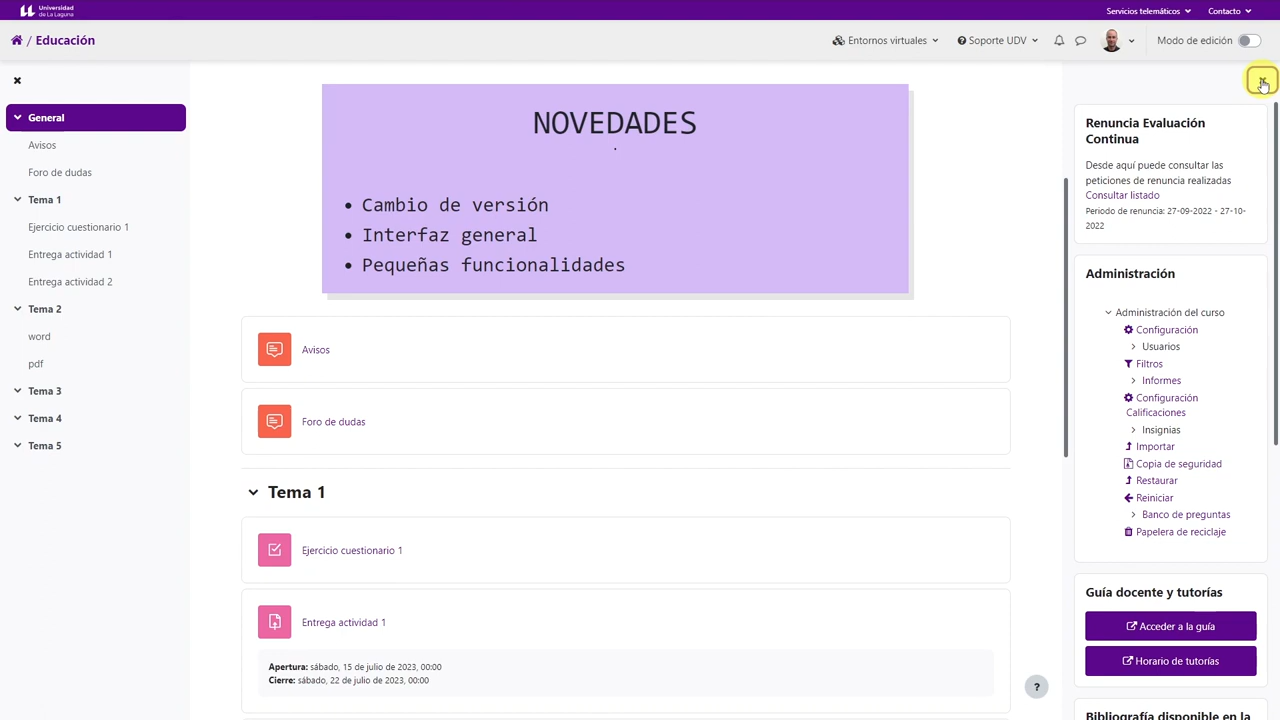 Universidad
de La Laguna
Servicios telemáticos
Contacto
/ Educación
Entornos virtuales
Soporte UDV
Modo de edición
General
Avisos
Foro de dudas
Tema 1
Ejercicio cuestionario 1
Entrega actividad 1
Entrega actividad 2
Tema 2
word
pdf
Tema 3
Tema 4
Tema 5
NOVEDADES
.
• Cambio de versión
• Interfaz general
• Pequeñas funcionalidades
Avisos
Foro de dudas
Tema 1
Ejercicio cuestionario 1
Entrega actividad 1
Apertura: sábado, 15 de julio de 2023, 00:00
Cierre: sábado, 22 de julio de 2023, 00:00
?
Renuncia Evaluación
Continua
Desde aquí puede consultar las
peticiones de renuncia realizadas
Consultar listado
Periodo de renuncia: 27-09-2022 - 27-10-
2022
Administración
Administración del curso
Configuración
Usuarios
Filtros
Informes
Configuración
Calificaciones
Insignias
Importar
Copia de seguridad
Restaurar
Reiniciar
Banco de preguntas
Papelera de reciclaje
Guía docente y tutorías
Acceder a la guía
Horario de tutorías
Bibliografía disponible en la